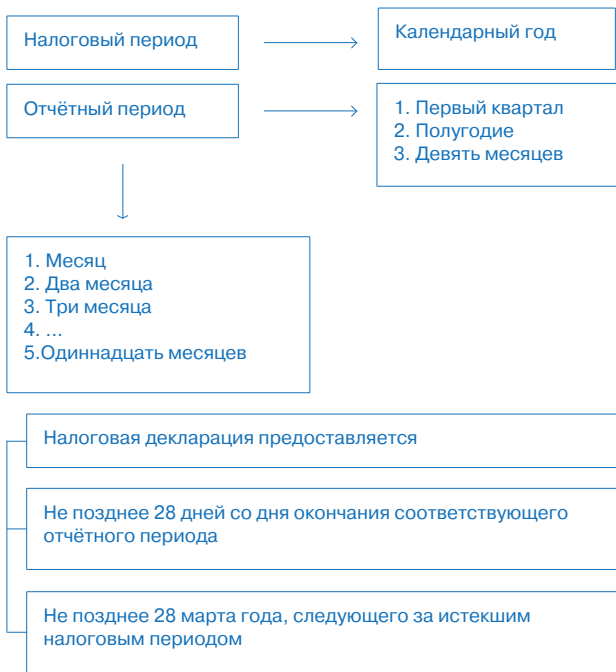 Налоговый период
Календарный год
Отчётный период
1. Первый квартал
2. Полугодие
3. Девять месяцев
1. Месяц
2. Два месяца
3. Три месяца
4. ...
5.Одиннадцать месяцев
Налоговая декларация предоставляется
Не позднее 28 дней со дня окончания соответствующего
отчётного периода
Не позднее 28 марта года, следующего за истекшим
налоговым периодом